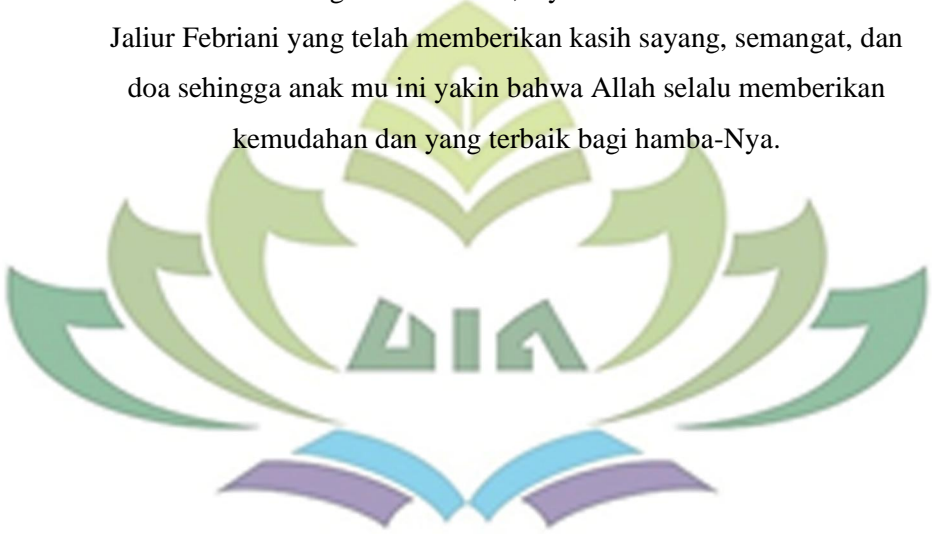 Jaliur Febriani yang telah memberikan kasih sayang, semangat, dan
doa sehingga anak mu ini yakin bahwa Allah selalu memberikan
kemudahan dan yang terbaik bagi hamba-Nya.
UIN